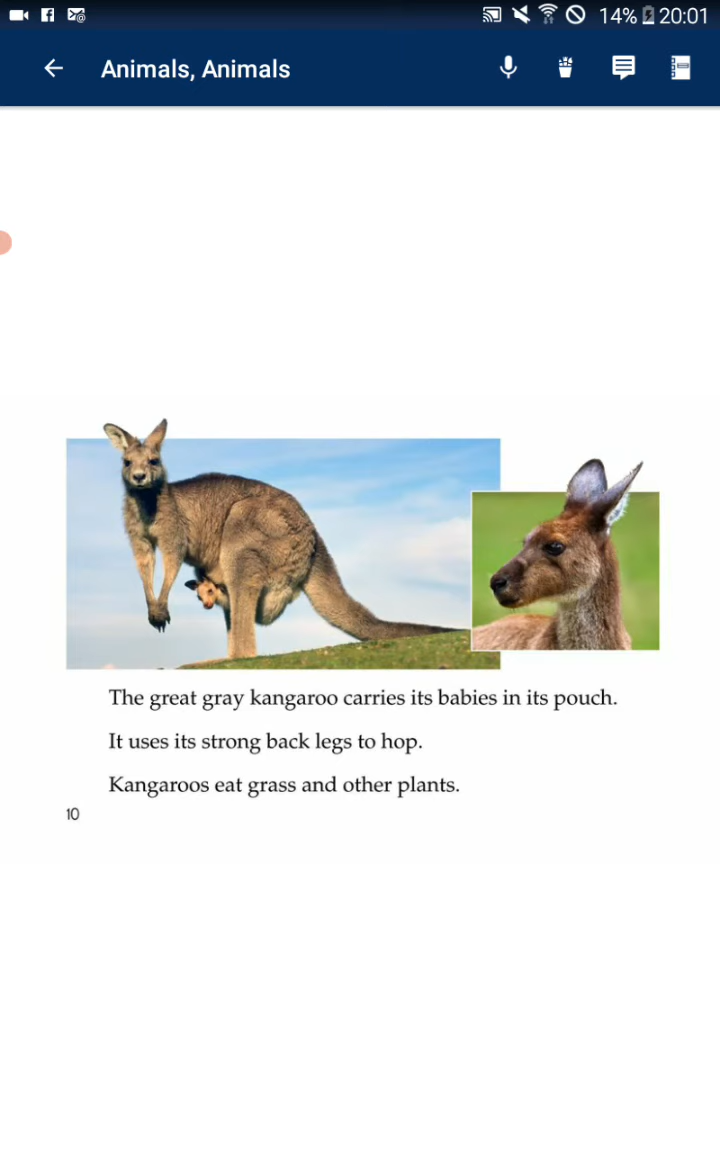 14% 20:01
Animals, Animals
The great gray kangaroo carries its babies in its pouch.
It uses its strong back legs to hop.
Kangaroos eat grass and other plants.
10